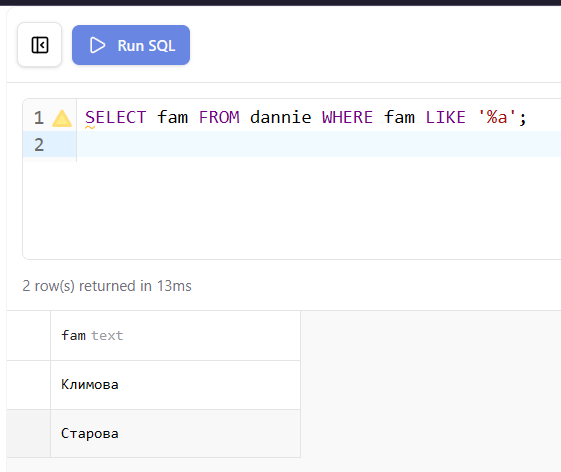 Run SQL
1 SELECT fam FROM dannie WHERE fam LIKE '%а';
2
2 row(s) returned in 13ms
fam text
Климова
Старова